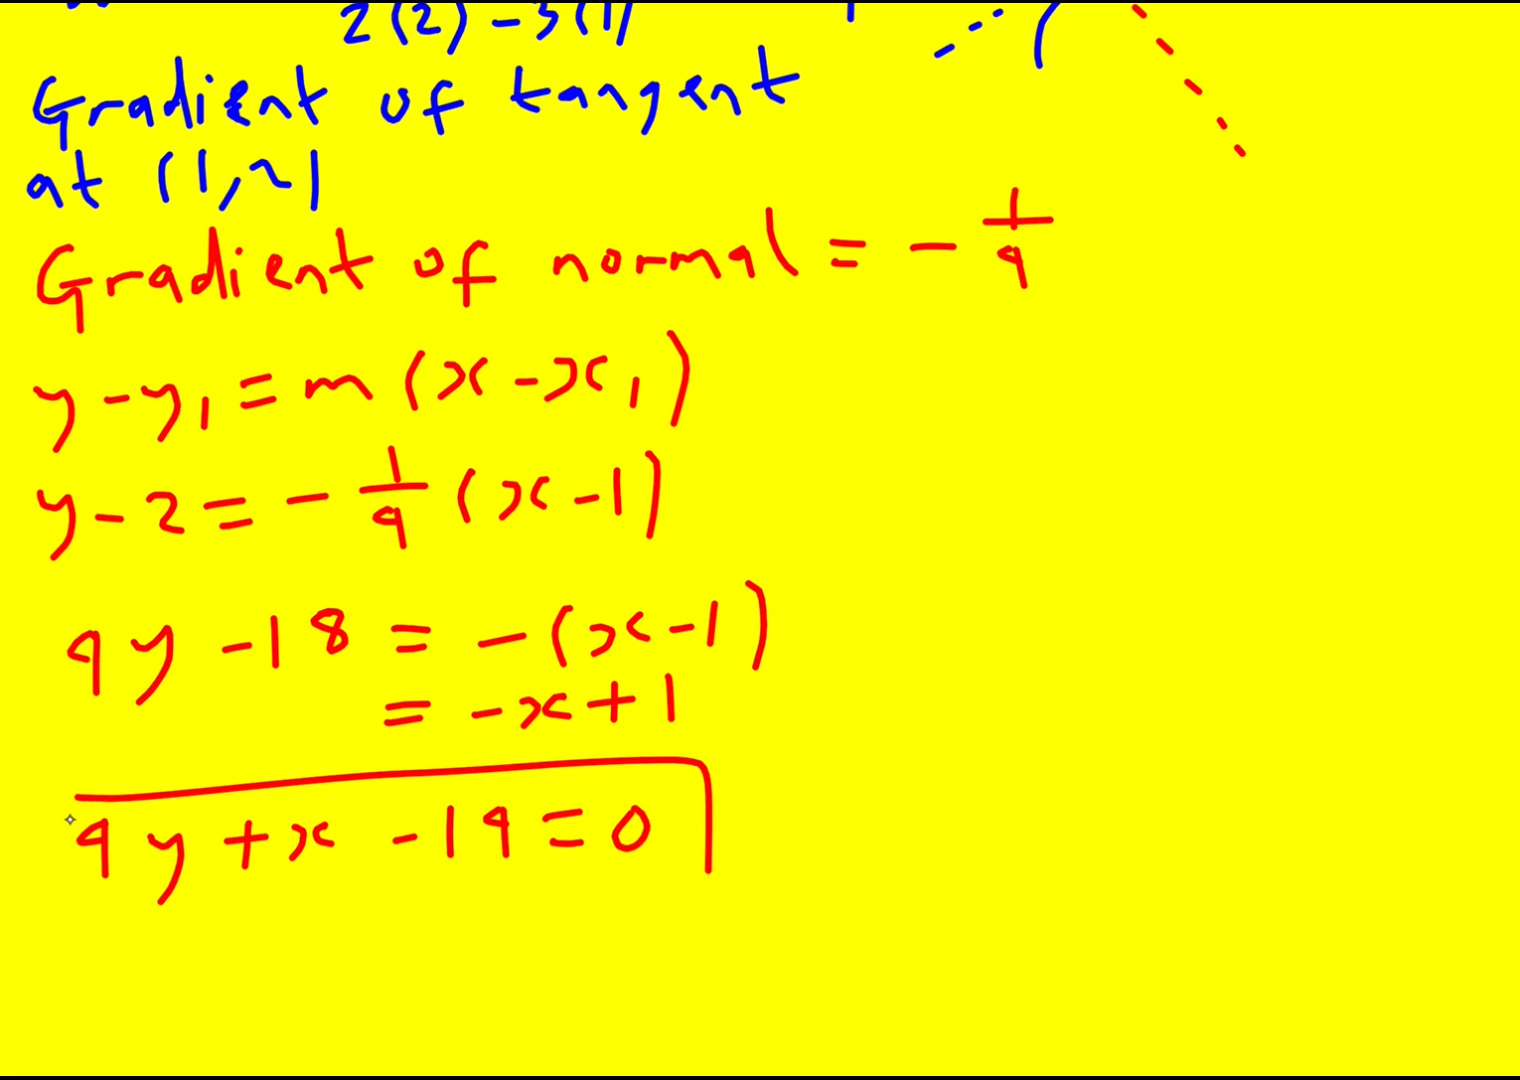 2(2)-3(1)
Gradient of tangent
at (1,2)
Gradient of normal = - 1/9
y-y₁=m(x-x₁)
y-2=-1/9(x-1)
9y-18=-(x-1)
=-x+1
9y+x-19=0